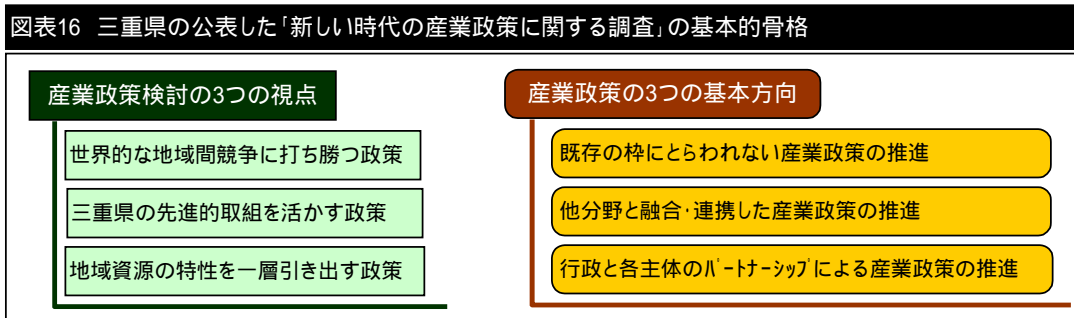 図表16 三重県の公表した｢新しい時代の産業政策に関する調査｣の基本的骨格
産業政策検討の3つの視点
世界的な地域間競争に打ち勝つ政策
三重県の先進的取組を活かす政策
地域資源の特性を一層引き出す政策
産業政策の3つの基本方向
既存の枠にとらわれない産業政策の推進
他分野と融合･連携した産業政策の推進
行政と各主体のﾊﾟｰﾄﾅｰｼｯﾌﾟによる産業政策の推進